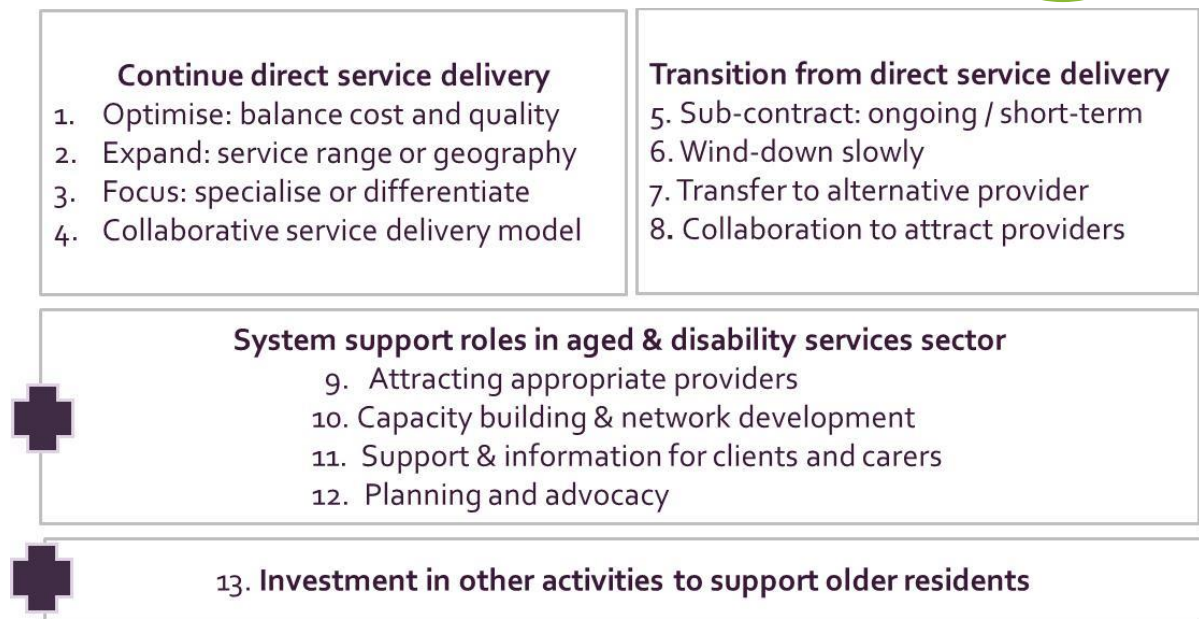 Continue direct service delivery
1. Optimise: balance cost and quality
2. Expand: service range or geography
3. Focus: specialise or differentiate
4. Collaborative service delivery model
Transition from direct service delivery
5. Sub-contract: ongoing / short-term
6. Wind-down slowly
7. Transfer to alternative provider
8. Collaboration to attract providers
System support roles in aged & disability services sector
9. Attracting appropriate providers
10. Capacity building & network development
11. Support & information for clients and carers
12. Planning and advocacy
13. Investment in other activities to support older residents